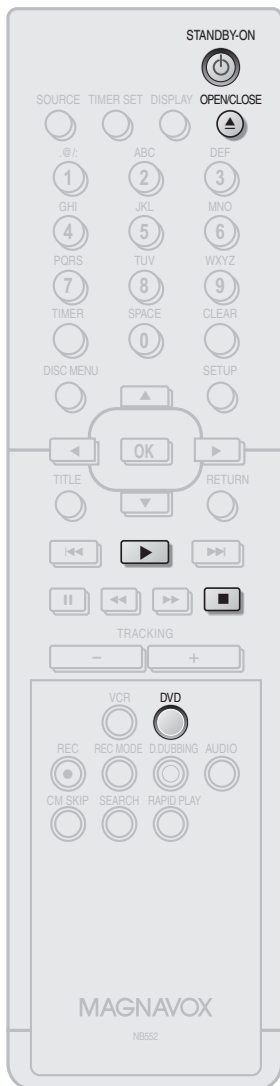 STANDBY-ON
SOURCE TIMER SET DISPLAY OPEN/CLOSE
.@/: ABC DEF
1 2 3
GHI JKL MNO
4 5 6
PQRS TUV WXYZ
7 8 9
TIMER SPACE CLEAR
0
DISC MENU SETUP
OK
TITLE RETURN
TRACKING
– +
VCR DVD
REC REC MODE D.DUBBING AUDIO
CM SKIP SEARCH RAPID PLAY
MAGNAVOX
NB552